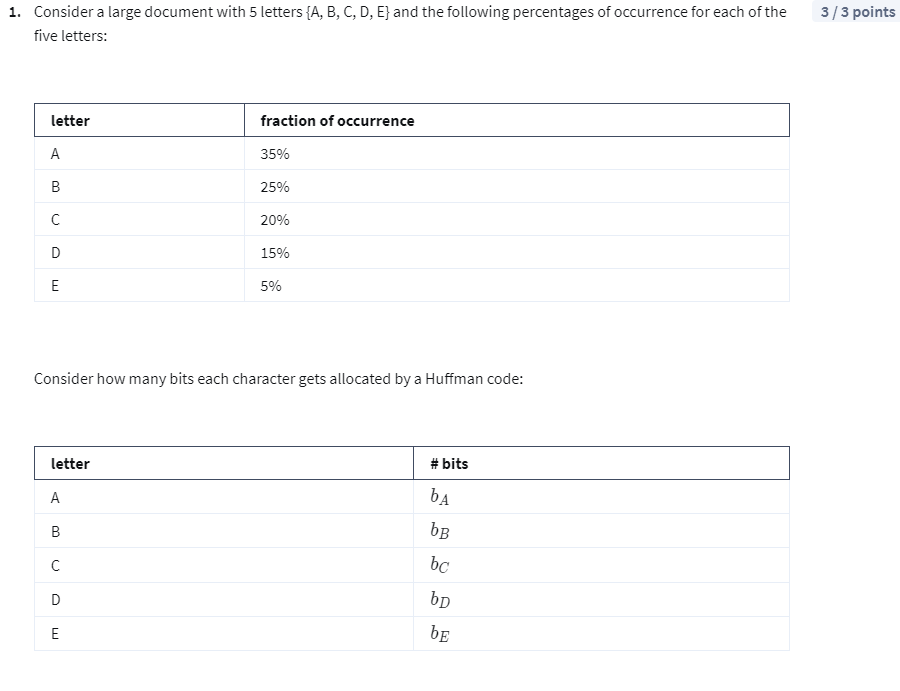 1. Consider a large document with 5 letters {A, B, C, D, E} and the following percentages of occurrence for each of the
3 / 3 points
five letters:
letter fraction of occurrence
A 35%
B 25%
C 20%
D 15%
E 5%
Consider how many bits each character gets allocated by a Huffman code:
letter # bits
A b_A
B b_B
C b_C
D b_D
E b_E